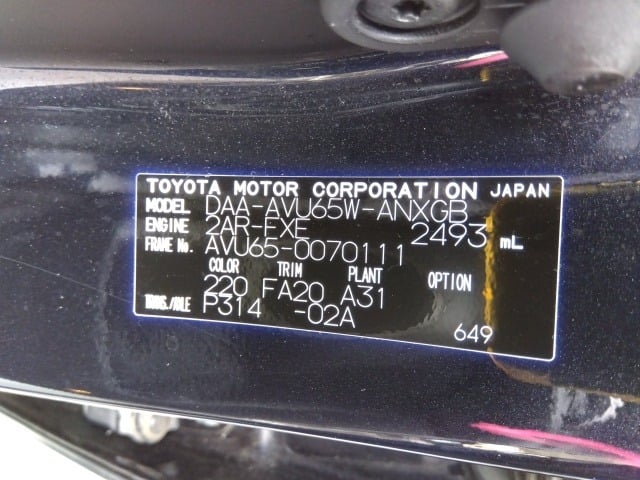 TOYOTA MOTOR CORPORATION JAPAN
MODEL DAA-AVU65W-ANXGB
ENGINE 2AR-FXE 2493 mL
FRAME No. AVU65-0070111
COLOR TRIM PLANT OPTION
220 FA20 A31
TRANS./AXLE P314 -02A
649